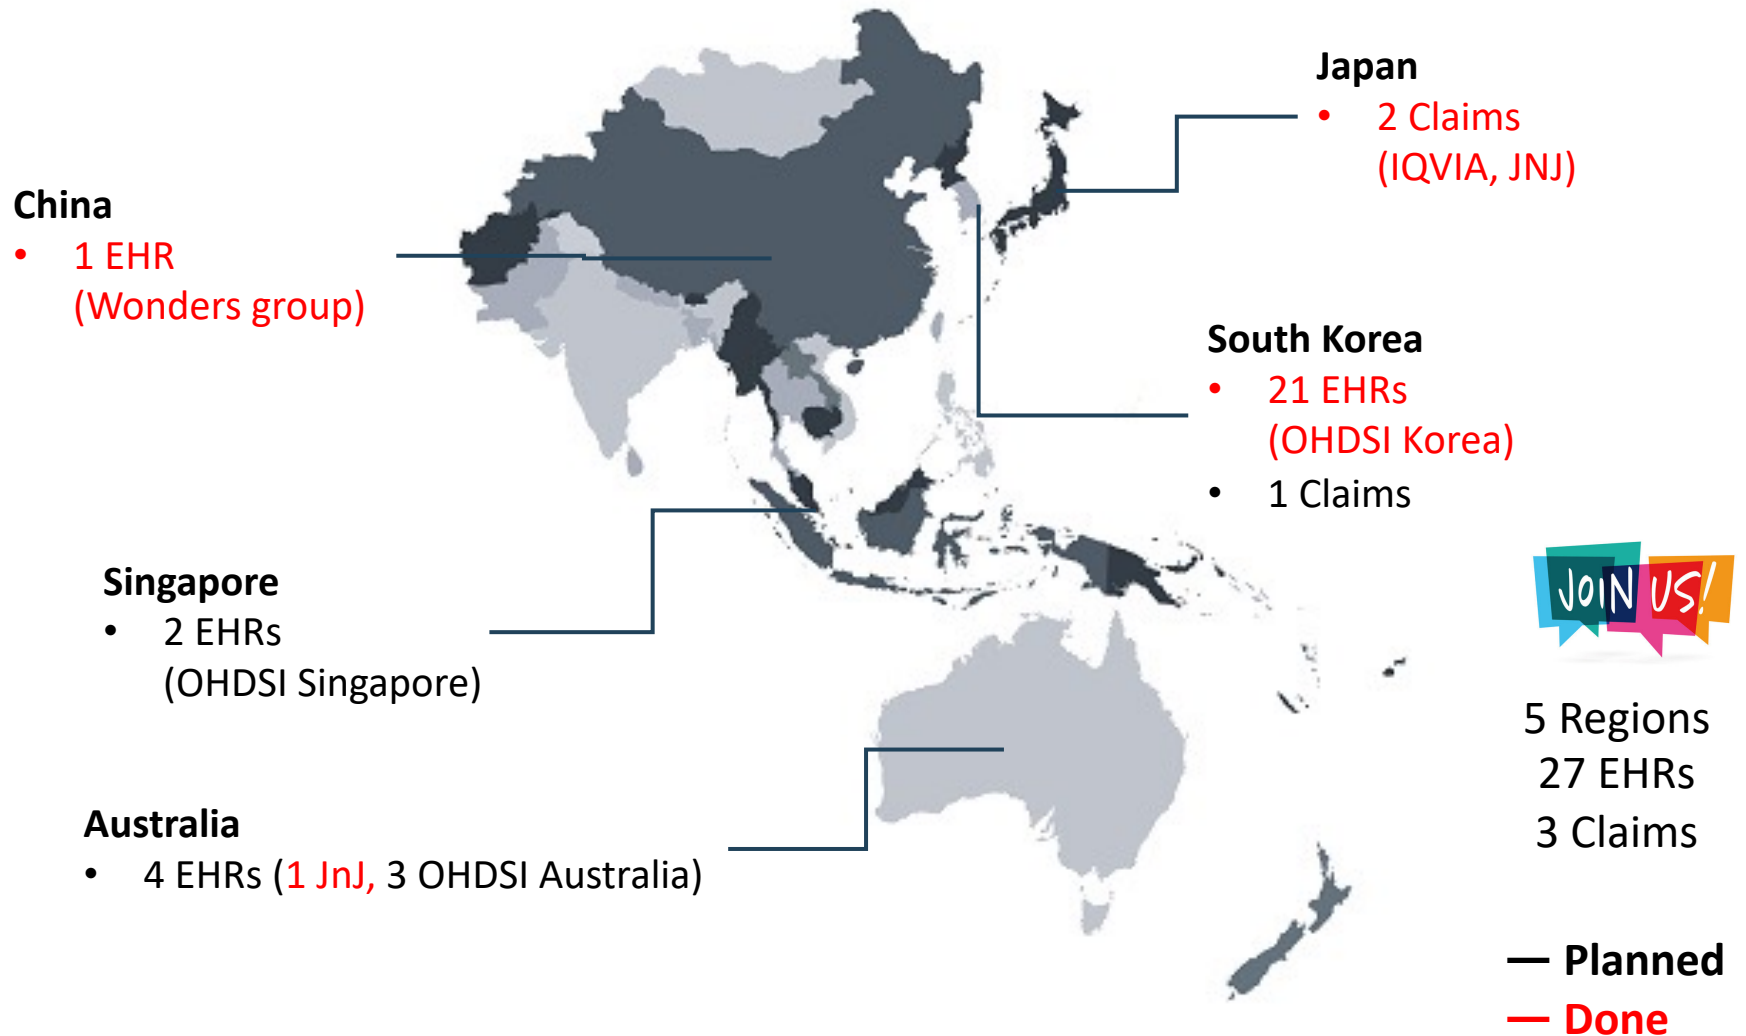 Japan
• 2 Claims
(IQVIA, JNJ)
China
• 1 EHR
(Wonders group)
South Korea
• 21 EHRs
(OHDSI Korea)
• 1 Claims
Singapore
• 2 EHRs
(OHDSI Singapore)
JOIN US!
5 Regions
27 EHRs
3 Claims
Australia
• 4 EHRs (1 JnJ, 3 OHDSI Australia)
— Planned
— Done